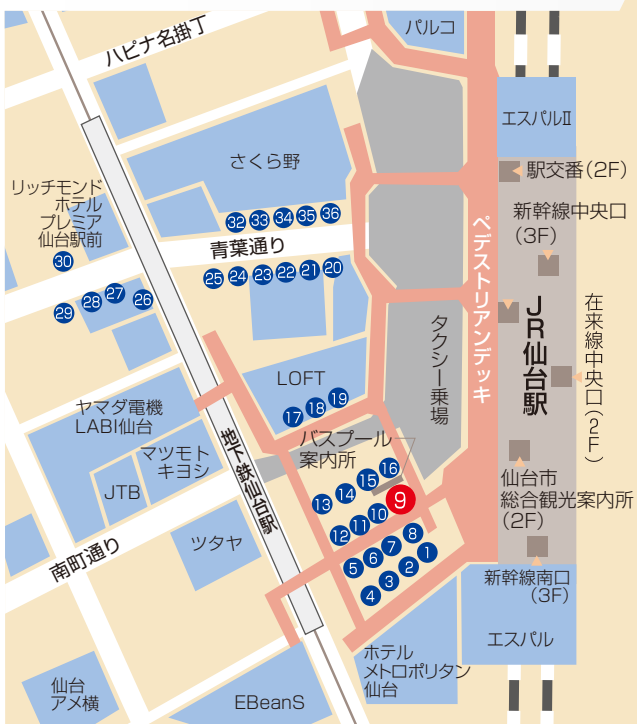 パルコ
ハピナ名掛丁
エスパルⅡ
さくら野
駅交番(2F)
リッチモンド
ホテル
プレミア
仙台駅前
新幹線中央口
(3F)
32 33 34 35 36
青葉通り
30
25 24 23 22 21 20
29 28 27 26
ペデストリアンデッキ
JR仙台駅
在来線中央口(2F)
タクシー乗場
LOFT
17 18 19
ヤマダ電機
LABI仙台
地下鉄仙台駅
バスプール
案内所
マツモト
キヨシ
JTB
13 14 15 16
9
12 11 10
仙台市
総合観光案内所
(2F)
南町通り
ツタヤ
5 6 7 8
4 3 2 1
新幹線南口
(3F)
エスパル
ホテル
メトロポリタン
仙台
仙台
アメ横
EBeanS